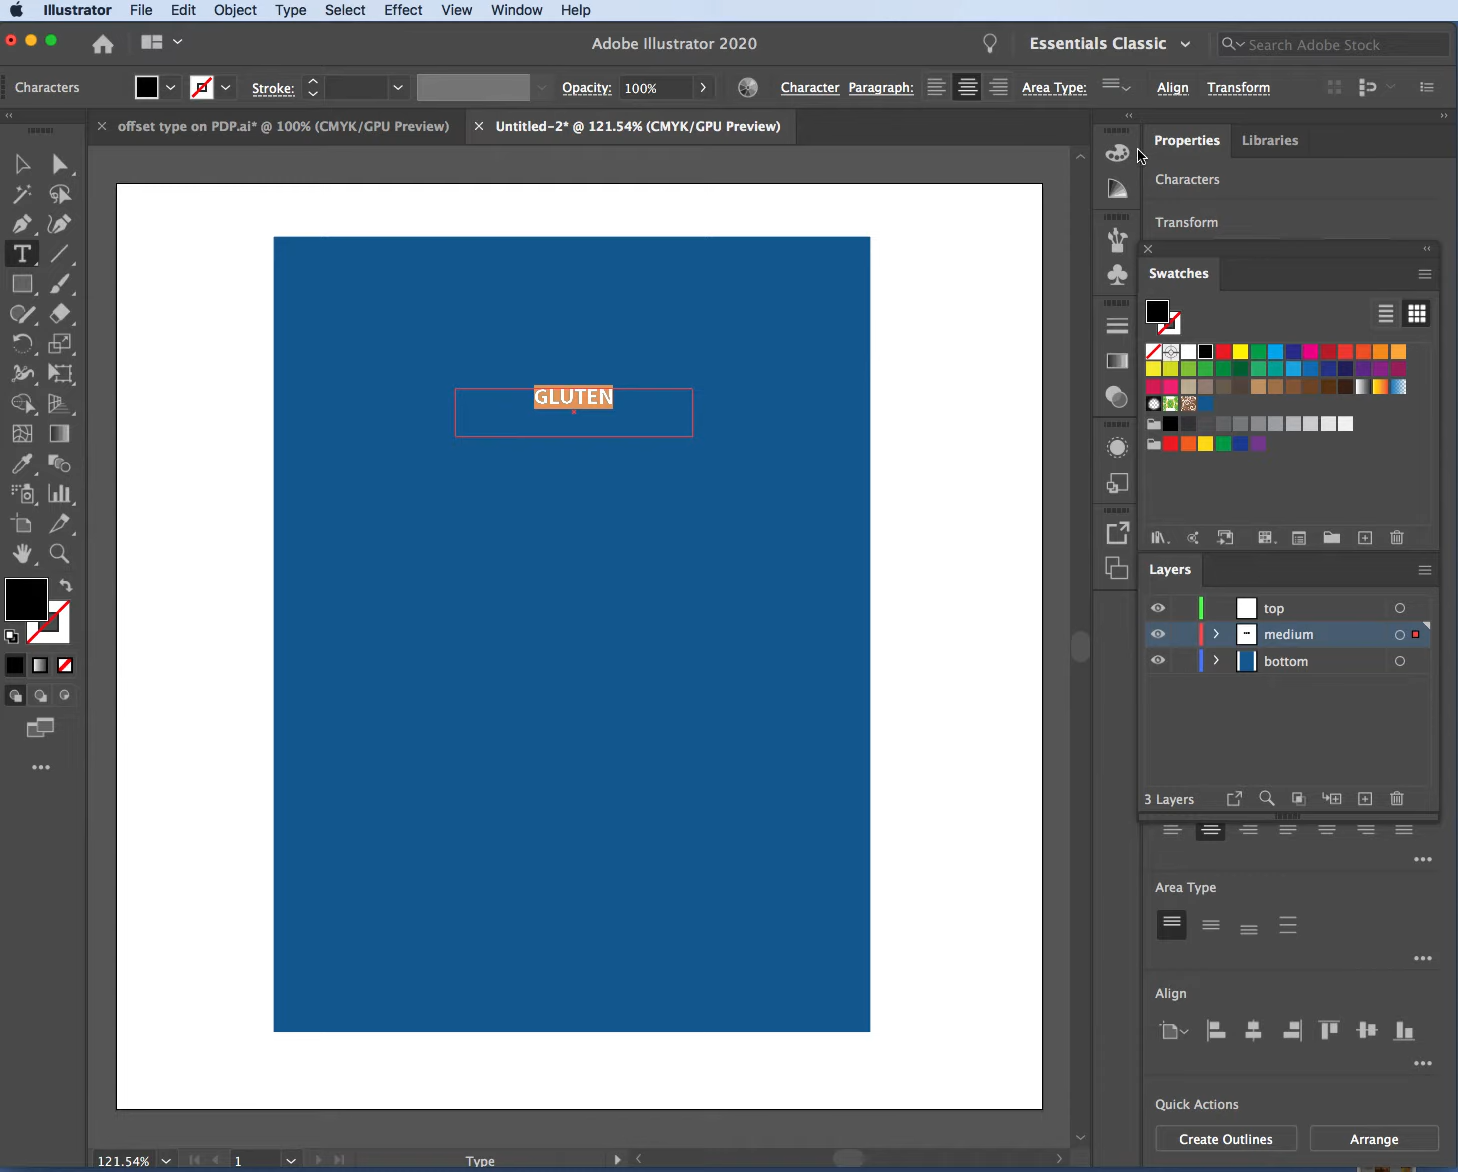 Illustrator File Edit Object Type Select Effect View Window Help
Adobe Illustrator 2020
Essentials Classic
Search Adobe Stock
Characters
Stroke:
Opacity: 100%
Character Paragraph:
Area Type:
Align
Transform
offset type on PDP.ai* @ 100% (CMYK/GPU Preview)
Untitled-2* @ 121.54% (CMYK/GPU Preview)
Properties
Libraries
Characters
Transform
Swatches
T
GLUTEN
Layers
top
medium
bottom
3 Layers
Area Type
Align
Quick Actions
Create Outlines
Arrange
121.54%
1
Type